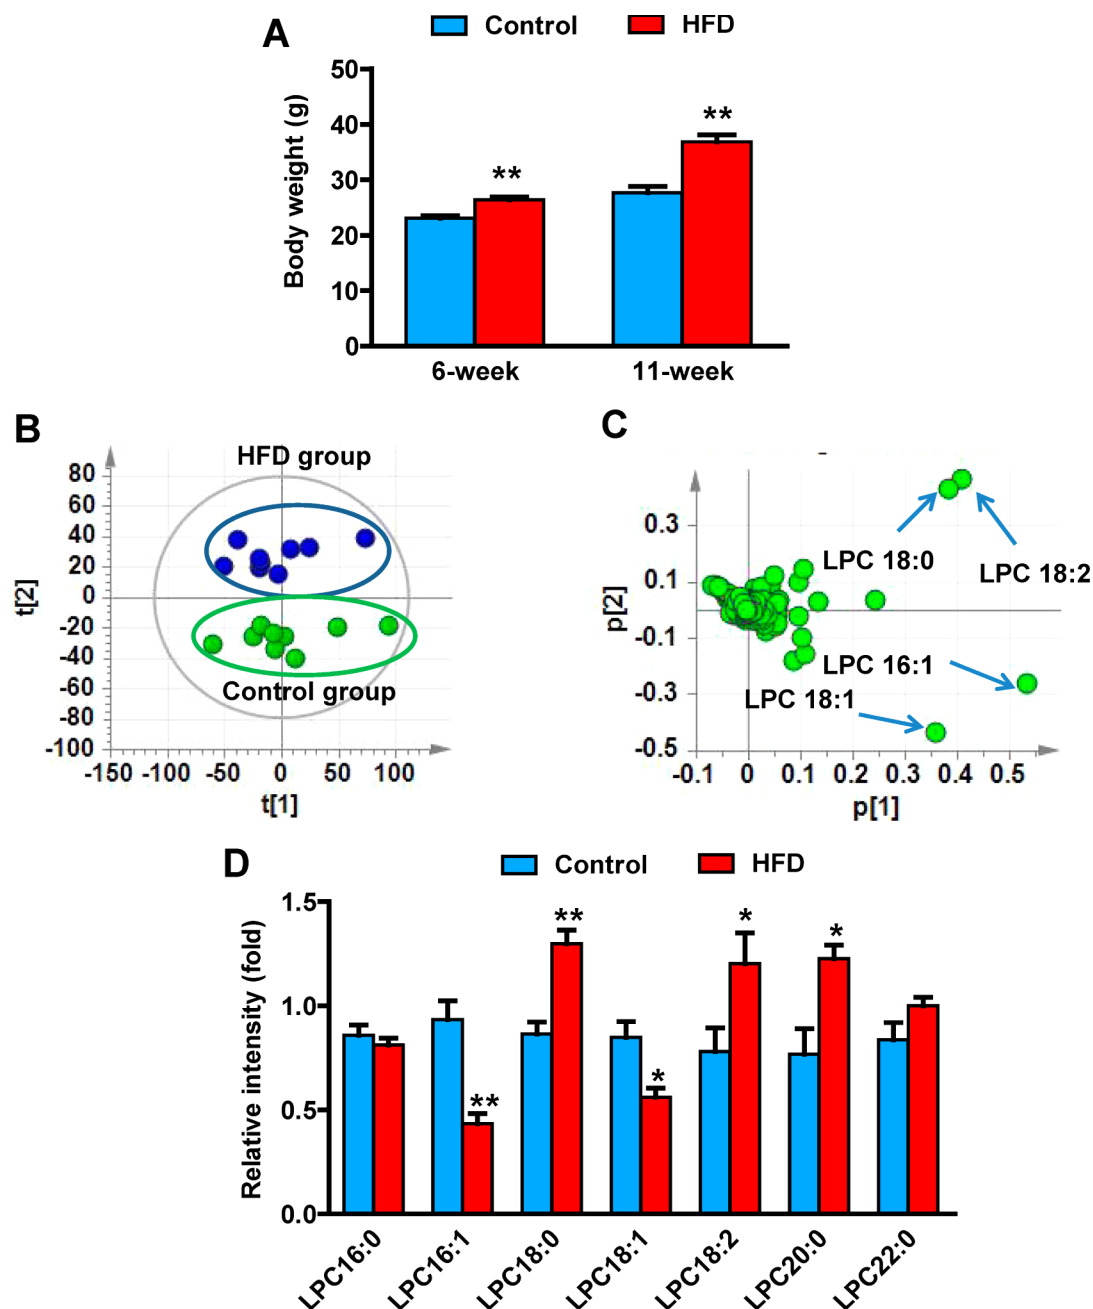 A
Control HFD
Body weight (g)
50
40
30
20
10
0
** **
6-week 11-week
B
HFD group
Control group
t[2]
80
60
40
20
0
-20
-40
-60
-80
-100
-150 -100 -50 0 50 100
t[1]
C
p[2]
0.3
0.1
-0.1
-0.3
-0.5
LPC 18:0
LPC 18:2
LPC 16:1
LPC 18:1
-0.1 0 0.1 0.2 0.3 0.4 0.5
p[1]
D
Control HFD
Relative intensity (fold)
1.5
1.0
0.5
0.0
** ** * * *
LPC16:0 LPC16:1 LPC18:0 LPC18:1 LPC18:2 LPC20:0 LPC22:0